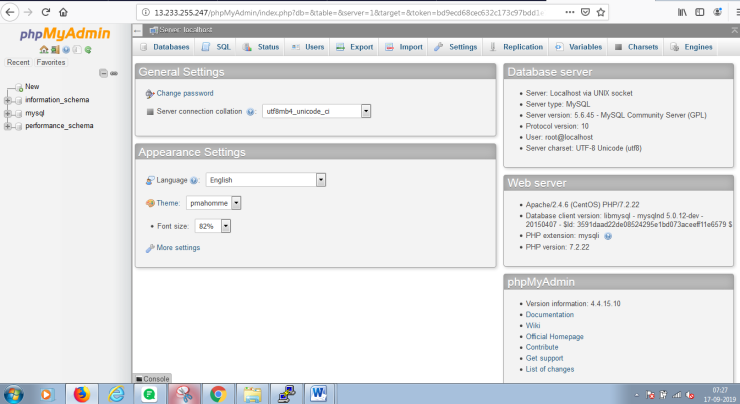 13.233.255.247/phpMyAdmin/index.php?db=&table=&server=1&target=&token=bd9ecd68cec632c173c97bdd1
phpMyAdmin
Recent Favorites
New
information_schema
mysql
performance_schema
Server: localhost
Databases SQL Status Users Export Import Settings Replication Variables Charsets Engines
General Settings
Change password
Server connection collation : utf8mb4_unicode_ci
Appearance Settings
Language : English
Theme: pmahomme
• Font size: 82%
More settings
Database server
• Server: Localhost via UNIX socket
• Server type: MySQL
• Server version: 5.6.45 - MySQL Community Server (GPL)
• Protocol version: 10
• User: root@localhost
• Server charset: UTF-8 Unicode (utf8)
Web server
• Apache/2.4.6 (CentOS) PHP/7.2.22
• Database client version: libmysql - mysqlnd 5.0.12-dev -
20150407 - $Id: 3591daad22de08524295e1bd073aceeff11e6579 $
• PHP extension: mysqli
• PHP version: 7.2.22
phpMyAdmin
• Version information: 4.4.15.10
• Documentation
• Wiki
• Official Homepage
• Contribute
• Get support
• List of changes
Console
07:27
17-09-2019